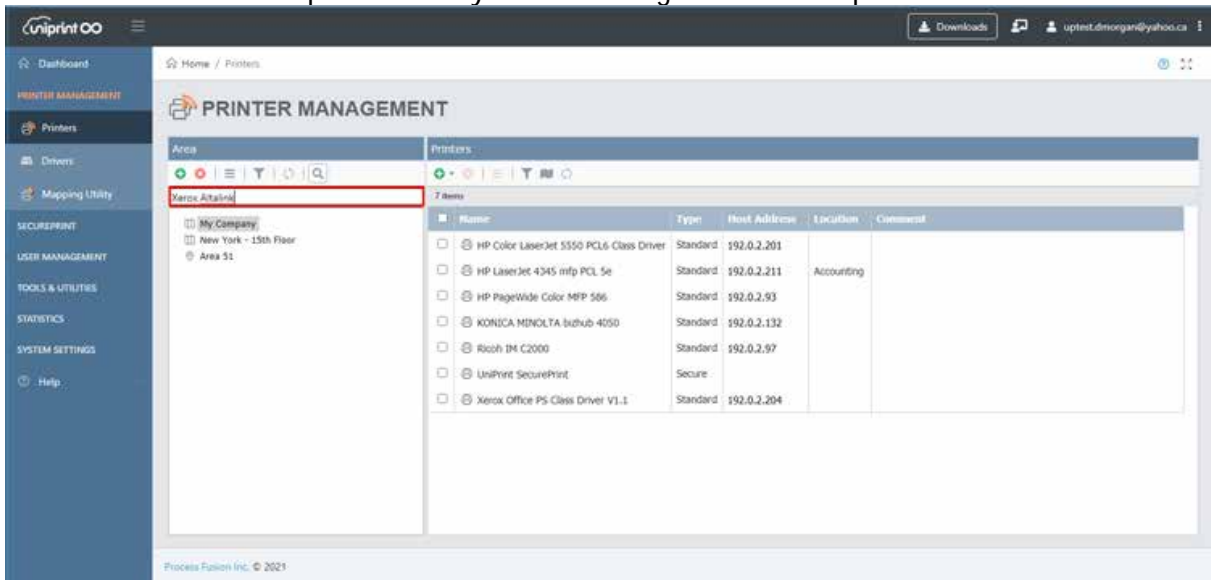 uniprint
Downloads
uptest.dmorgan@yahoo.ca
Dashboard
Home / Printers
PRINTER MANAGEMENT
PRINTER MANAGEMENT
Printers
Area
Printers
Drivers
Mapping Utility
Xerox Altalink
7 items
Name Type Host Address Location Comment
SECUREPRINT
My Company
New York - 15th Floor
Area 51
HP Color LaserJet 5550 PCL6 Class Driver Standard 192.0.2.201
USER MANAGEMENT
HP LaserJet 4345 mfp PCL 5e Standard 192.0.2.211 Accounting
TOOLS & UTILITIES
HP PageWide Color MFP 586 Standard 192.0.2.93
STATISTICS
KONICA MINOLTA bizhub 4050 Standard 192.0.2.132
SYSTEM SETTINGS
Ricoh IM C2000 Standard 192.0.2.97
Help
UniPrint SecurePrint Secure
Xerox Office PS Class Driver V1.1 Standard 192.0.2.204
Process Fusion Inc. © 2021